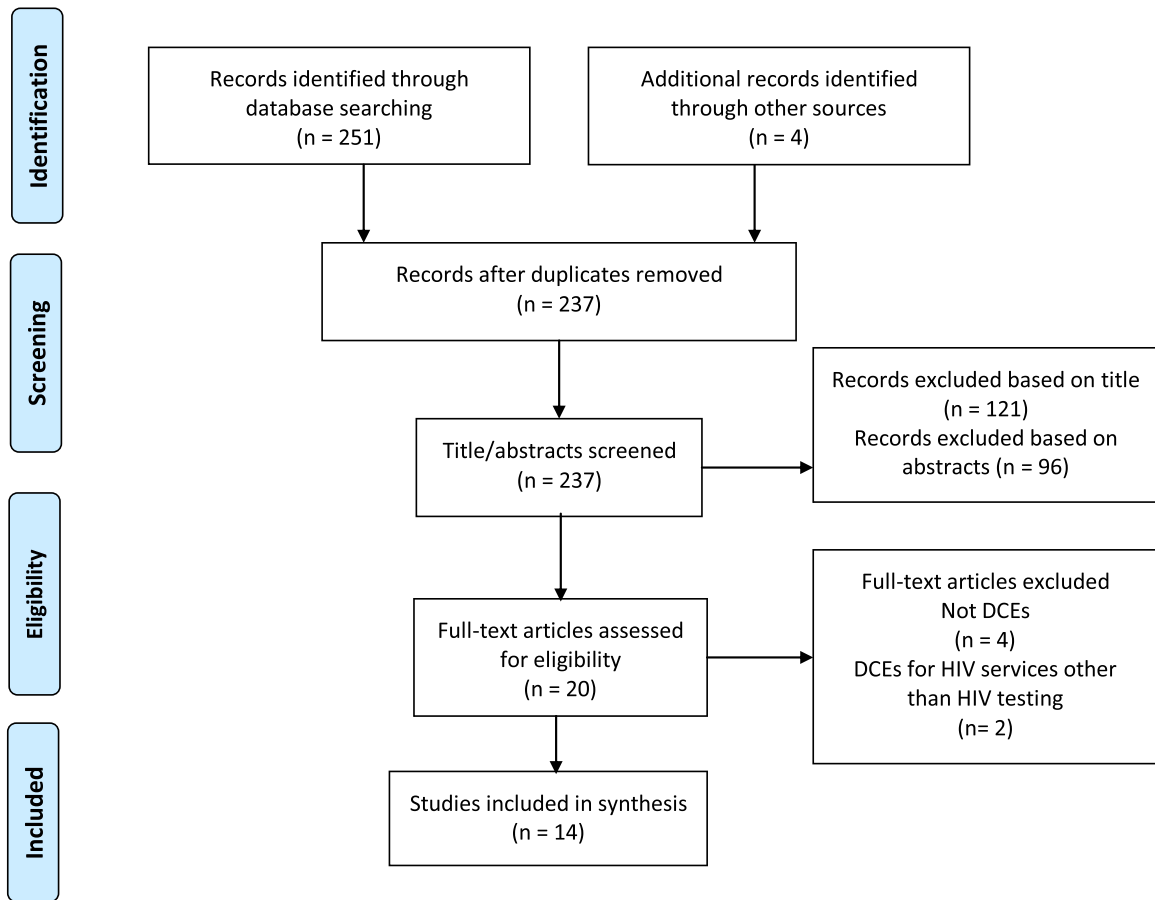 Identification
Records identified through
database searching
(n = 251)
Additional records identified
through other sources
(n = 4)
Screening
Records after duplicates removed
(n = 237)
Title/abstracts screened
(n = 237)
Records excluded based on title
(n = 121)
Records excluded based on
abstracts (n = 96)
Eligibility
Full-text articles assessed
for eligibility
(n = 20)
Full-text articles excluded
Not DCEs
(n = 4)
DCEs for HIV services other
than HIV testing
(n= 2)
Included
Studies included in synthesis
(n = 14)